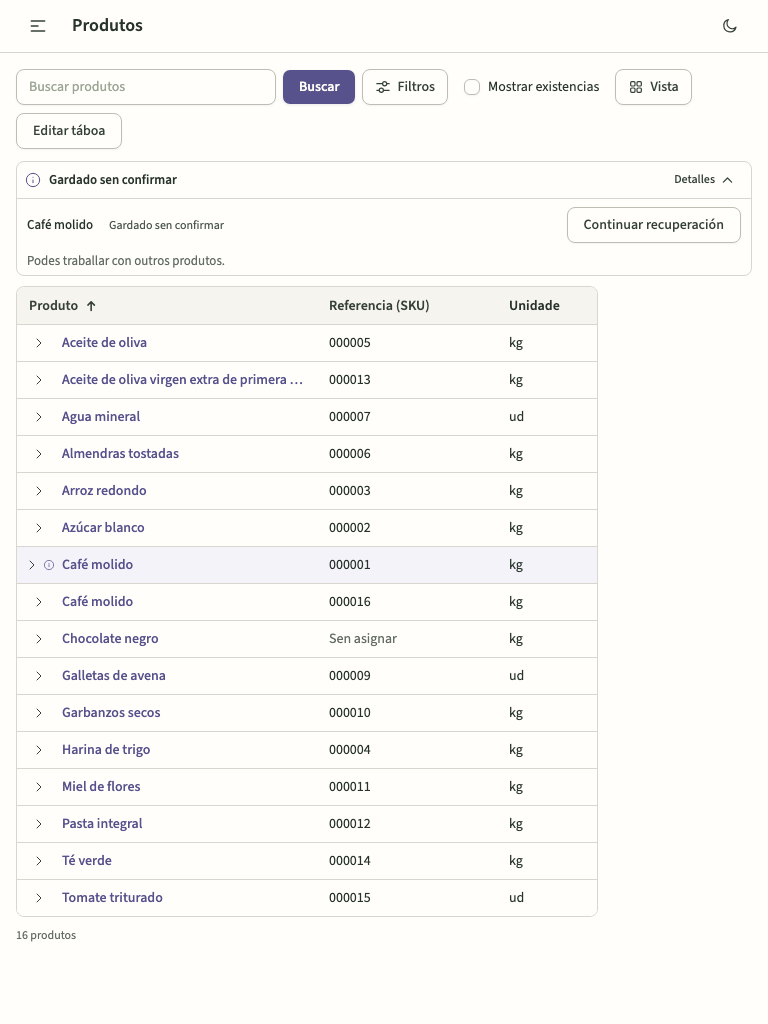 Produtos
Buscar produtos
Buscar
Filtros
Mostrar existencias
Vista
Editar táboa
Gardado sen confirmar
Detalles
Café molido Gardado sen confirmar
Continuar recuperación
Podes traballar con outros produtos.
Produto Referencia (SKU) Unidade
Aceite de oliva 000005 kg
Aceite de oliva virgen extra de primera … 000013 kg
Agua mineral 000007 ud
Almendras tostadas 000006 kg
Arroz redondo 000003 kg
Azúcar blanco 000002 kg
Café molido 000001 kg
Café molido 000016 kg
Chocolate negro Sen asignar kg
Galletas de avena 000009 ud
Garbanzos secos 000010 kg
Harina de trigo 000004 kg
Miel de flores 000011 kg
Pasta integral 000012 kg
Té verde 000014 kg
Tomate triturado 000015 ud
16 produtos